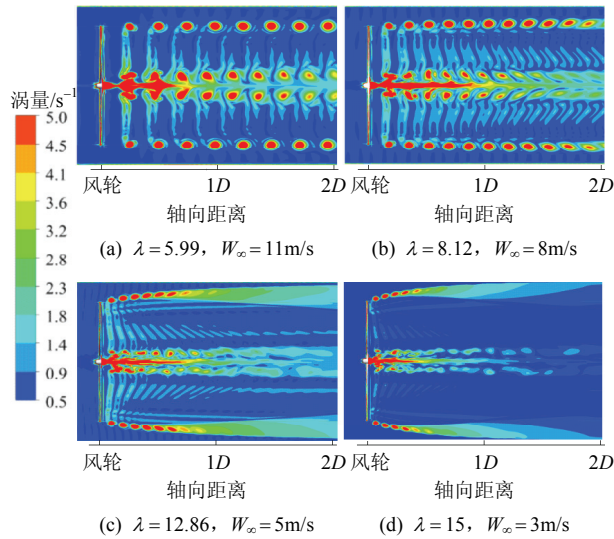 涡量/s⁻¹
5.0
4.5
4.1
3.6
3.2
2.8
2.3
1.8
1.4
0.9
0.5
风轮 1D 2D
轴向距离
(a) λ=5.99，W∞=11m/s
风轮 1D 2D
轴向距离
(b) λ=8.12，W∞=8m/s
风轮 1D 2D
轴向距离
(c) λ=12.86，W∞=5m/s
风轮 1D 2D
轴向距离
(d) λ=15，W∞=3m/s